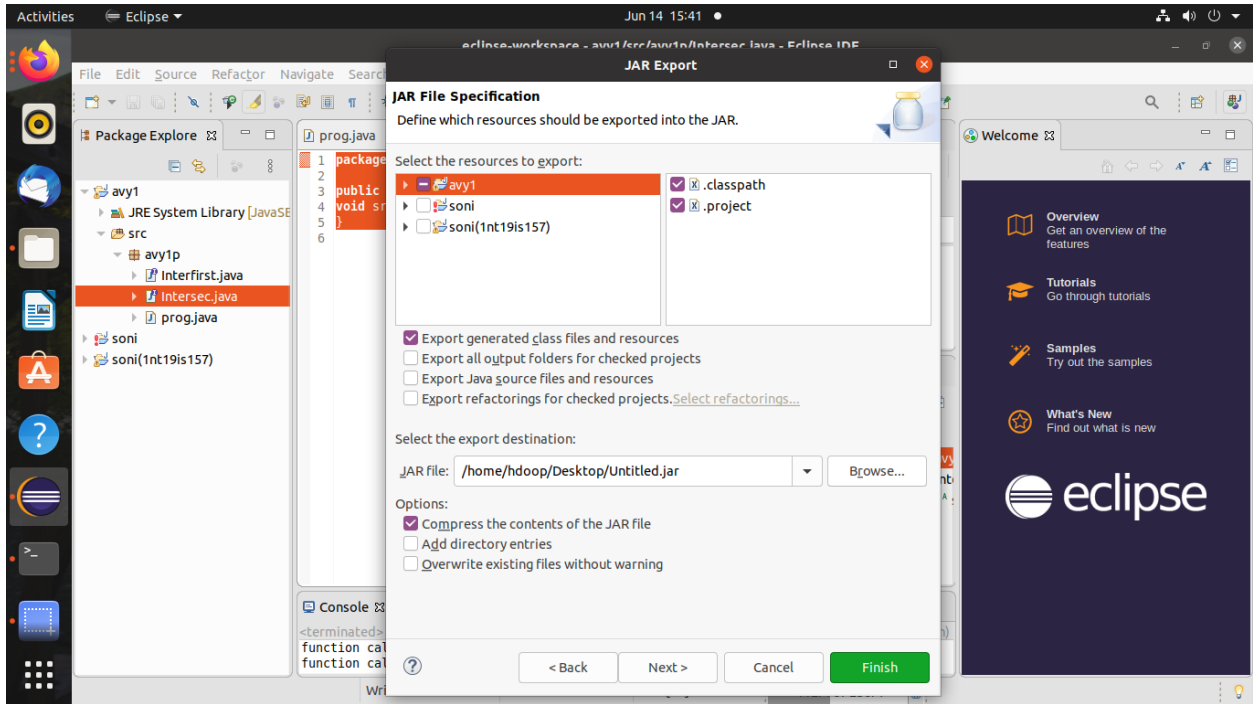 Activities Eclipse Jun 14 15:41
eclipse-workspace - avy1/src/avy1p/Intersec.java - Eclipse IDE
File Edit Source Refactor Navigate Searc
JAR Export
JAR File Specification
Define which resources should be exported into the JAR.
Package Explore
prog.java
Welcome
Select the resources to export:
avy1
soni
soni(1nt19is157)
.classpath
.project
avy1
JRE System Library [JavaSE
src
avy1p
Interfirst.java
Intersec.java
prog.java
soni
soni(1nt19is157)
1 package
2
3 public
4 void sr
5 }
6
Export generated class files and resources
Export all output folders for checked projects
Export Java source files and resources
Export refactorings for checked projects. Select refactorings...
Select the export destination:
JAR file: /home/hdoop/Desktop/Untitled.jar Browse...
Options:
Compress the contents of the JAR file
Add directory entries
Overwrite existing files without warning
< Back Next > Cancel Finish
Console
<terminated>
function cal
function cal
Wri
Overview
Get an overview of the
features
Tutorials
Go through tutorials
Samples
Try out the samples
What's New
Find out what is new
eclipse